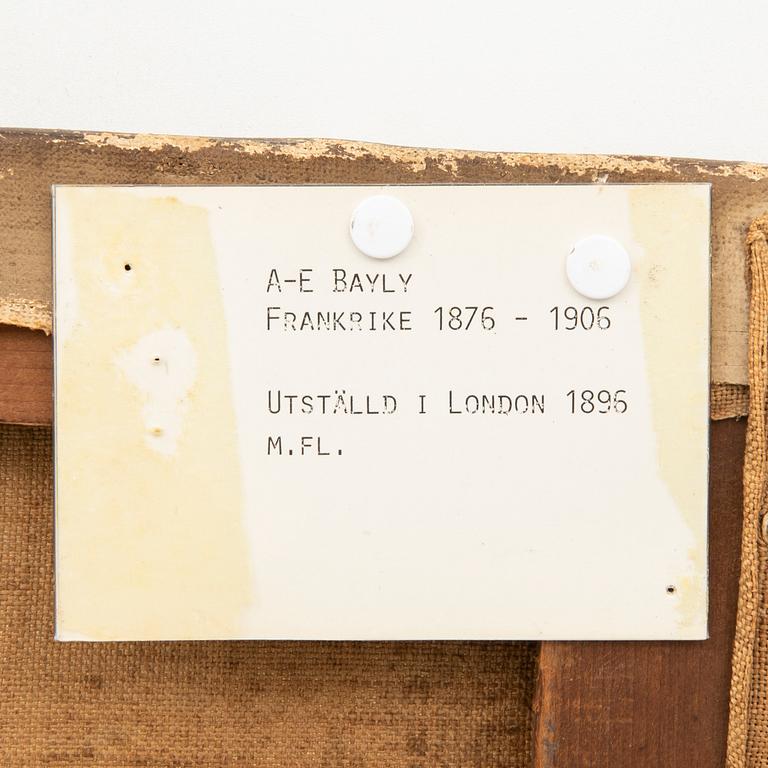 A-E BAYLY
FRANKRIKE 1876 - 1906
UTSTÄLLD I LONDON 1896
M.FL.